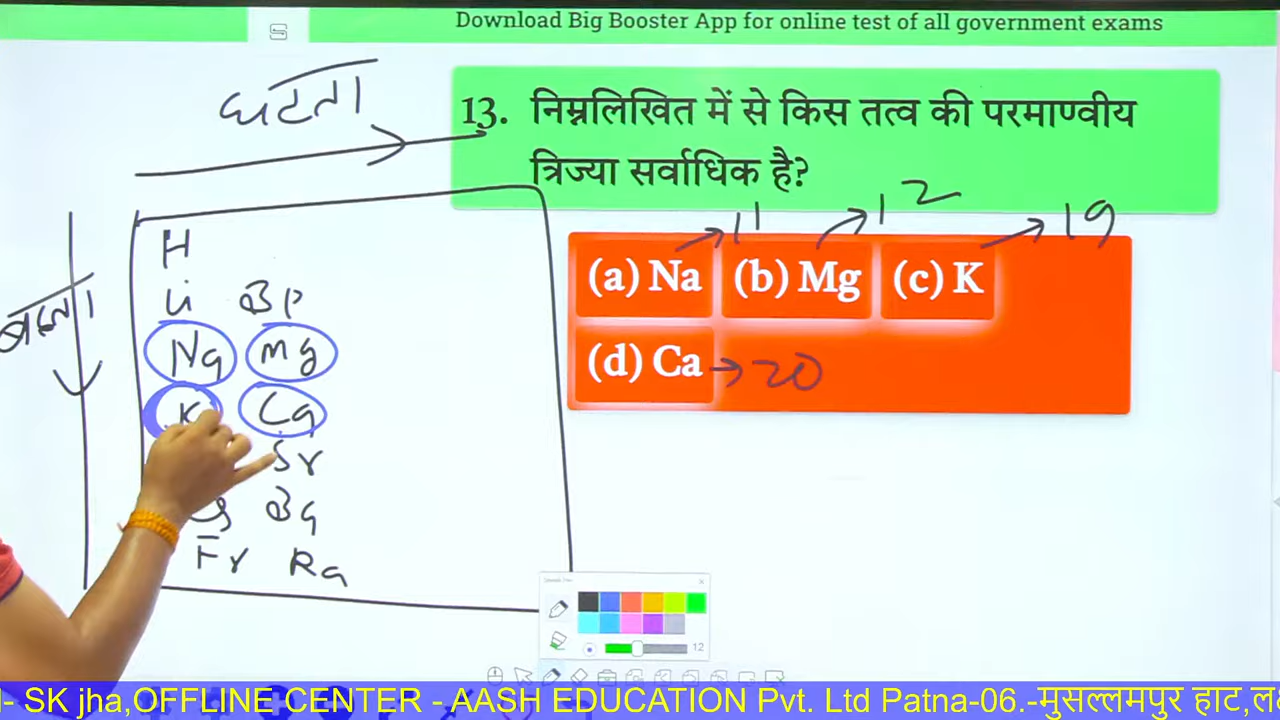 Download Big Booster App for online test of all government exams
घटता
13. निम्नलिखित में से किस तत्व की परमाण्वीय
त्रिज्या सर्वाधिक है?
11
12
19
(a) Na (b) Mg (c) K
(d) Ca
20
बढ़ता
H
Li Be
Na Mg
K Ca
Sr
Ba
Fr Ra
12
SK jha,OFFLINE CENTER - AASH EDUCATION Pvt. Ltd Patna-06.-मुसल्लमपुर हाट,